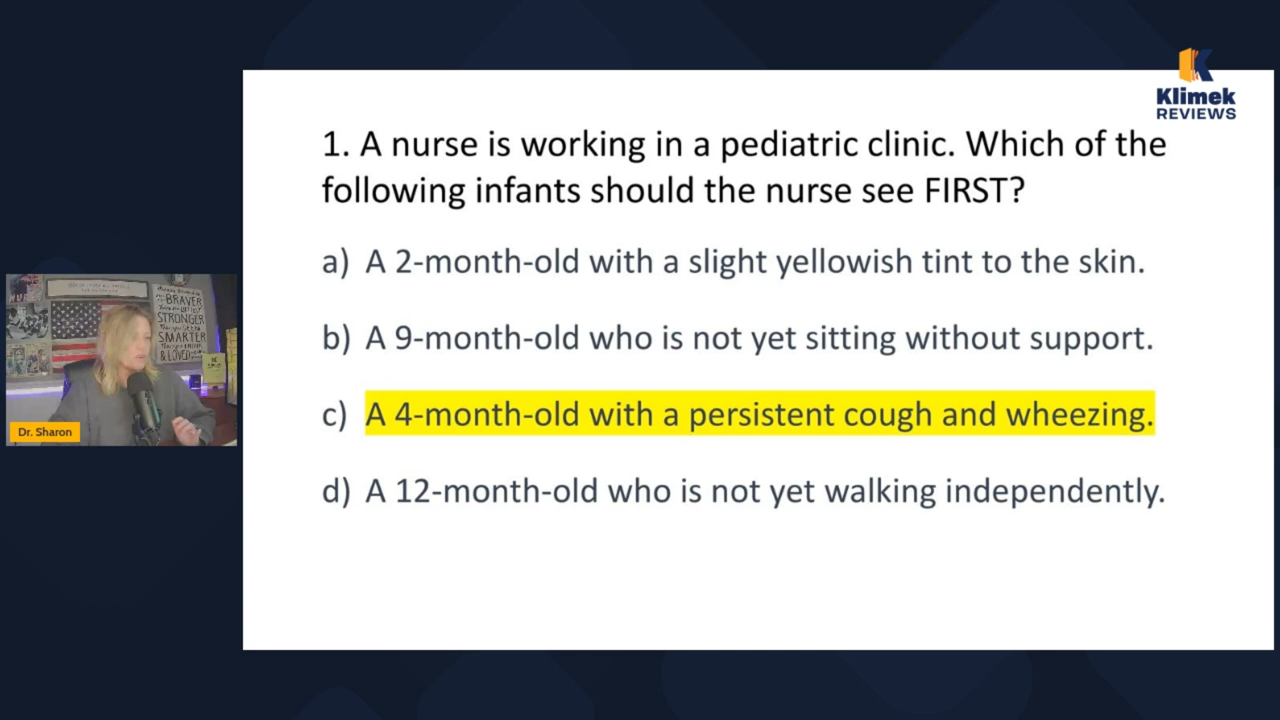 Klimek
REVIEWS
1. A nurse is working in a pediatric clinic. Which of the
following infants should the nurse see FIRST?
a) A 2-month-old with a slight yellowish tint to the skin.
b) A 9-month-old who is not yet sitting without support.
c) A 4-month-old with a persistent cough and wheezing.
d) A 12-month-old who is not yet walking independently.
BRAVER
STRONGER
SMARTER
& LOVED
Dr. Sharon